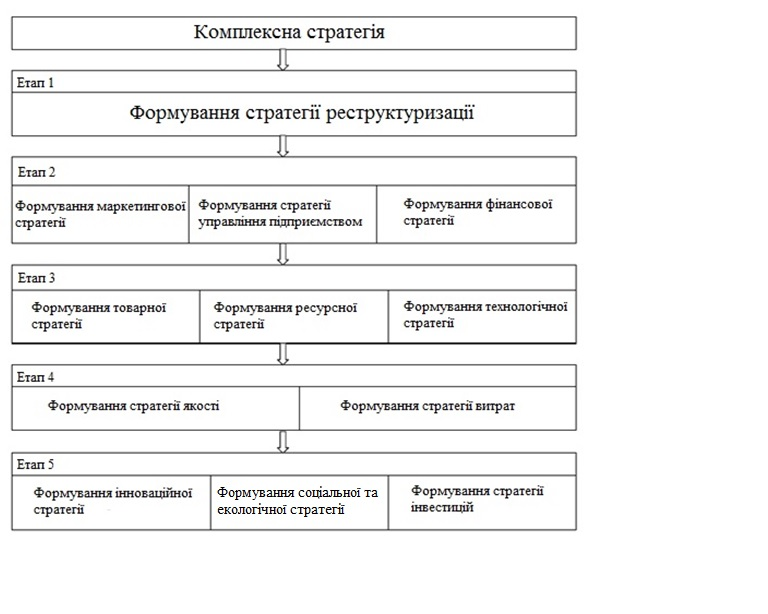 Комплексна стратегія
Етап 1
Формування стратегії реструктуризації
Етап 2
Формування маркетингової
стратегії
Формування стратегії
управління підприємством
Формування фінансової
стратегії
Етап 3
Формування товарної
стратегії
Формування ресурсної
стратегії
Формування технологічної
стратегії
Етап 4
Формування стратегії якості
Формування стратегії витрат
Етап 5
Формування інноваційної
стратегії
Формування соціальної та
екологічної стратегії
Формування стратегії
інвестицій